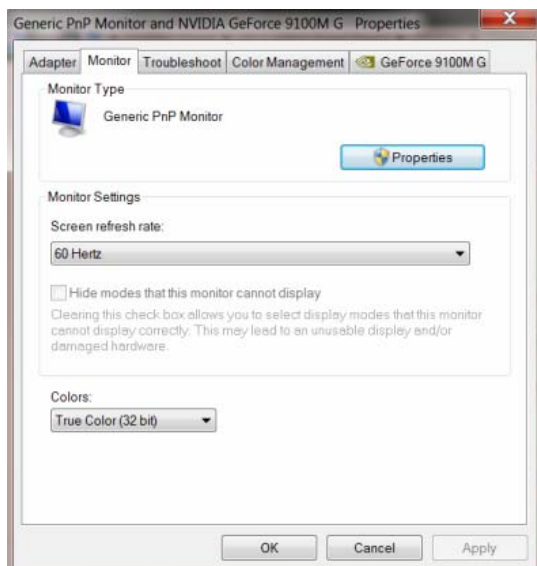 Generic PnP Monitor and NVIDIA GeForce 9100M G Properties
Adapter Monitor Troubleshoot Color Management GeForce 9100M G
Monitor Type
Generic PnP Monitor
Properties
Monitor Settings
Screen refresh rate:
60 Hertz
Hide modes that this monitor cannot display
Clearing this check box allows you to select display modes that this monitor
cannot display correctly. This may lead to an unusable display and/or
damaged hardware.
Colors:
True Color (32 bit)
OK Cancel Apply